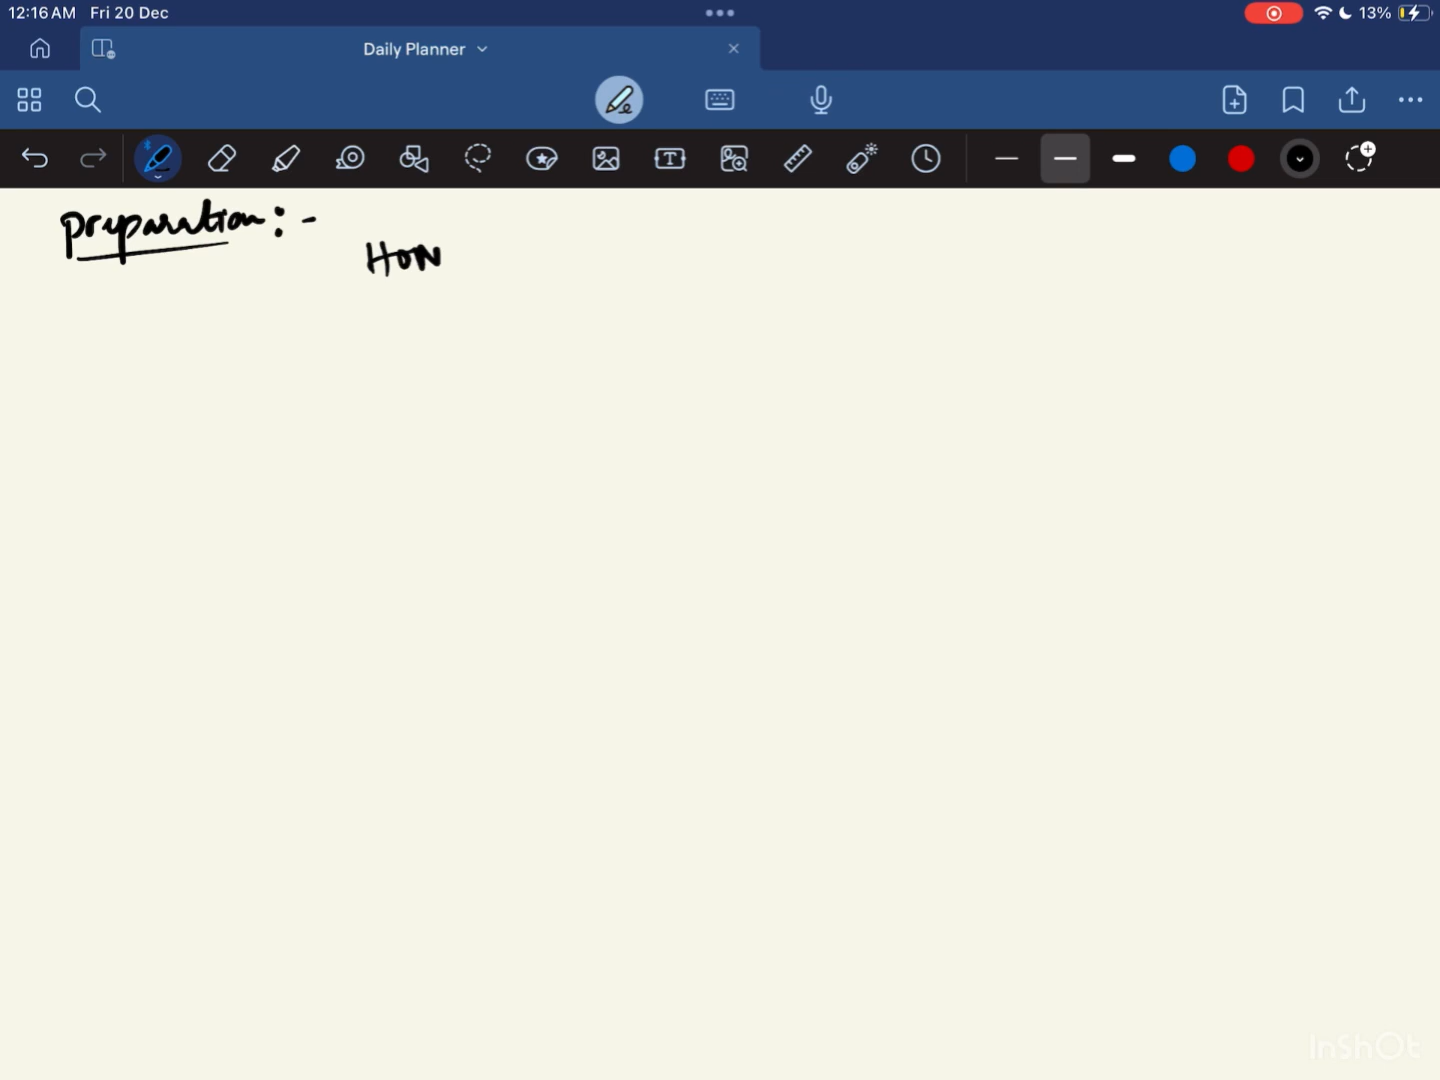 12:16 AM Fri 20 Dec
13%
Daily Planner
preparation:-
HOW
InShOt